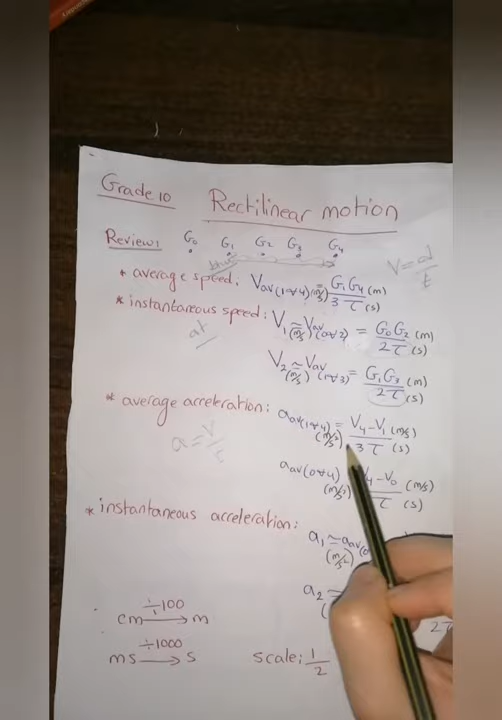 Grade 10 Rectilinear motion
Review: G₀ G₁ G₂ G₃ G₄
V = d/t
* average speed: Vav(1→4)(m/s) = G₁G₄ (m) / 3τ (s)
* instantaneous speed: V₁ ≈ Vav(0→2) (m/s) = G₀G₂ (m) / 2τ (s)
at
V₂ ≈ Vav(1→3) (m/s) = G₁G₃ (m) / 2τ (s)
* average acceleration: aav(1→4) (m/s²) = V₄ - V₁ (m/s) / 3τ (s)
a = V/t
aav(0→4) (m/s²) V₄ - V₀ (m/s) / τ (s)
* instantaneous acceleration:
a₁ ≈ aav(0 (m/s²)
a₂ =
cm ÷100→ m
ms ÷1000→ s scale: 1/2